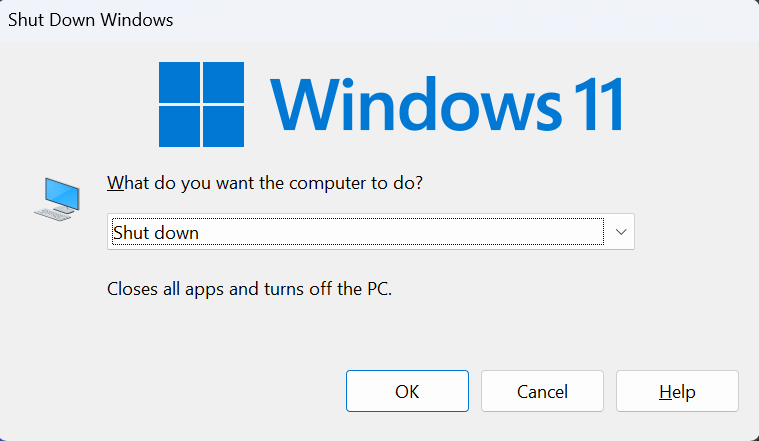 Shut Down Windows
Windows 11
What do you want the computer to do?
Shut down
Closes all apps and turns off the PC.
OK Cancel Help